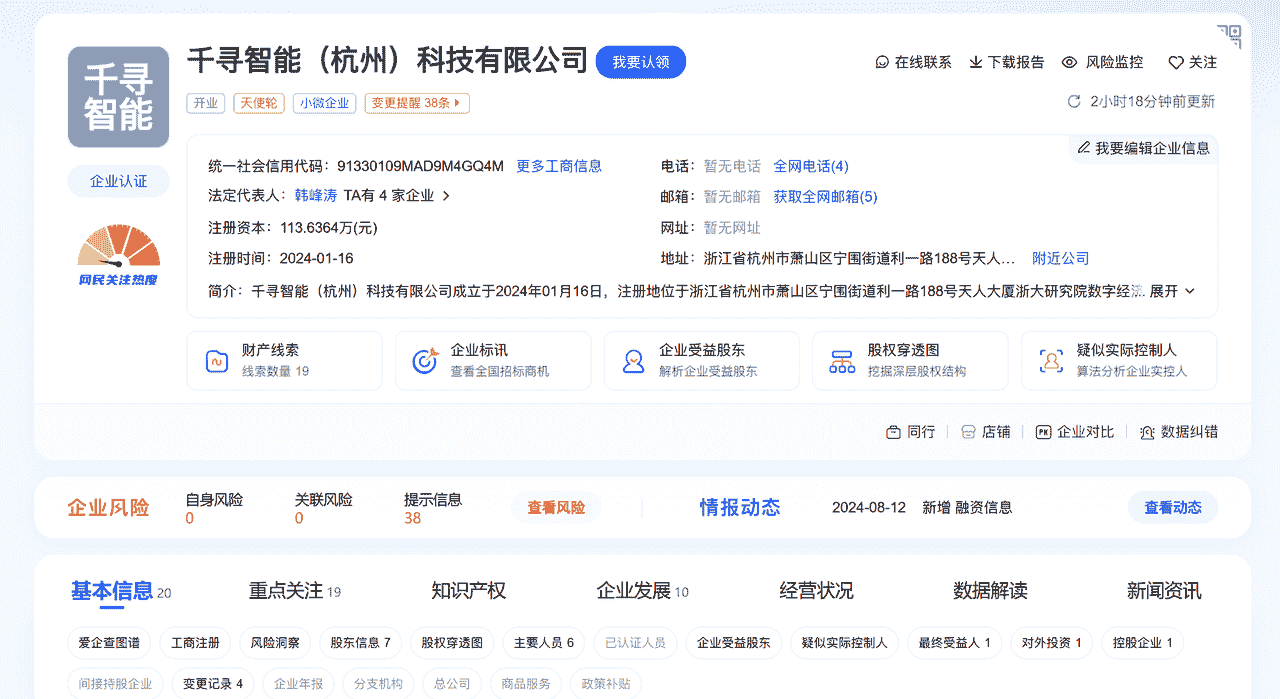 千寻智能
千寻智能（杭州）科技有限公司 我要认领
在线联系 下载报告 风险监控 关注
开业 天使轮 小微企业 变更提醒 38条
2小时18分钟前更新
企业认证
网民关注热度
我要编辑企业信息
统一社会信用代码：91330109MAD9M4GQ4M 更多工商信息
电话：暂无电话 全网电话(4)
法定代表人：韩峰涛 TA有 4 家企业
邮箱：暂无邮箱 获取全网邮箱(5)
注册资本：113.6364万(元)
网址：暂无网址
注册时间：2024-01-16
地址：浙江省杭州市萧山区宁围街道利一路188号天人... 附近公司
简介：千寻智能（杭州）科技有限公司成立于2024年01月16日，注册地位于浙江省杭州市萧山区宁围街道利一路188号天人大厦浙大研究院数字经济. 展开
财产线索
线索数量 19
企业标讯
查看全国招标商机
企业受益股东
解析企业受益股东
股权穿透图
挖掘深层股权结构
疑似实际控制人
算法分析企业实控人
同行 店铺 PK 企业对比 数据纠错
企业风险
自身风险
0
关联风险
0
提示信息
38
查看风险
情报动态
2024-08-12 新增 融资信息
查看动态
基本信息 20 重点关注 19 知识产权 企业发展 10 经营状况 数据解读 新闻资讯
爱企查图谱 工商注册 风险洞察 股东信息 7 股权穿透图 主要人员 6 已认证人员 企业受益股东 疑似实际控制人 最终受益人 1 对外投资 1 控股企业 1
间接持股企业 变更记录 4 企业年报 分支机构 总公司 商品服务 政策补贴